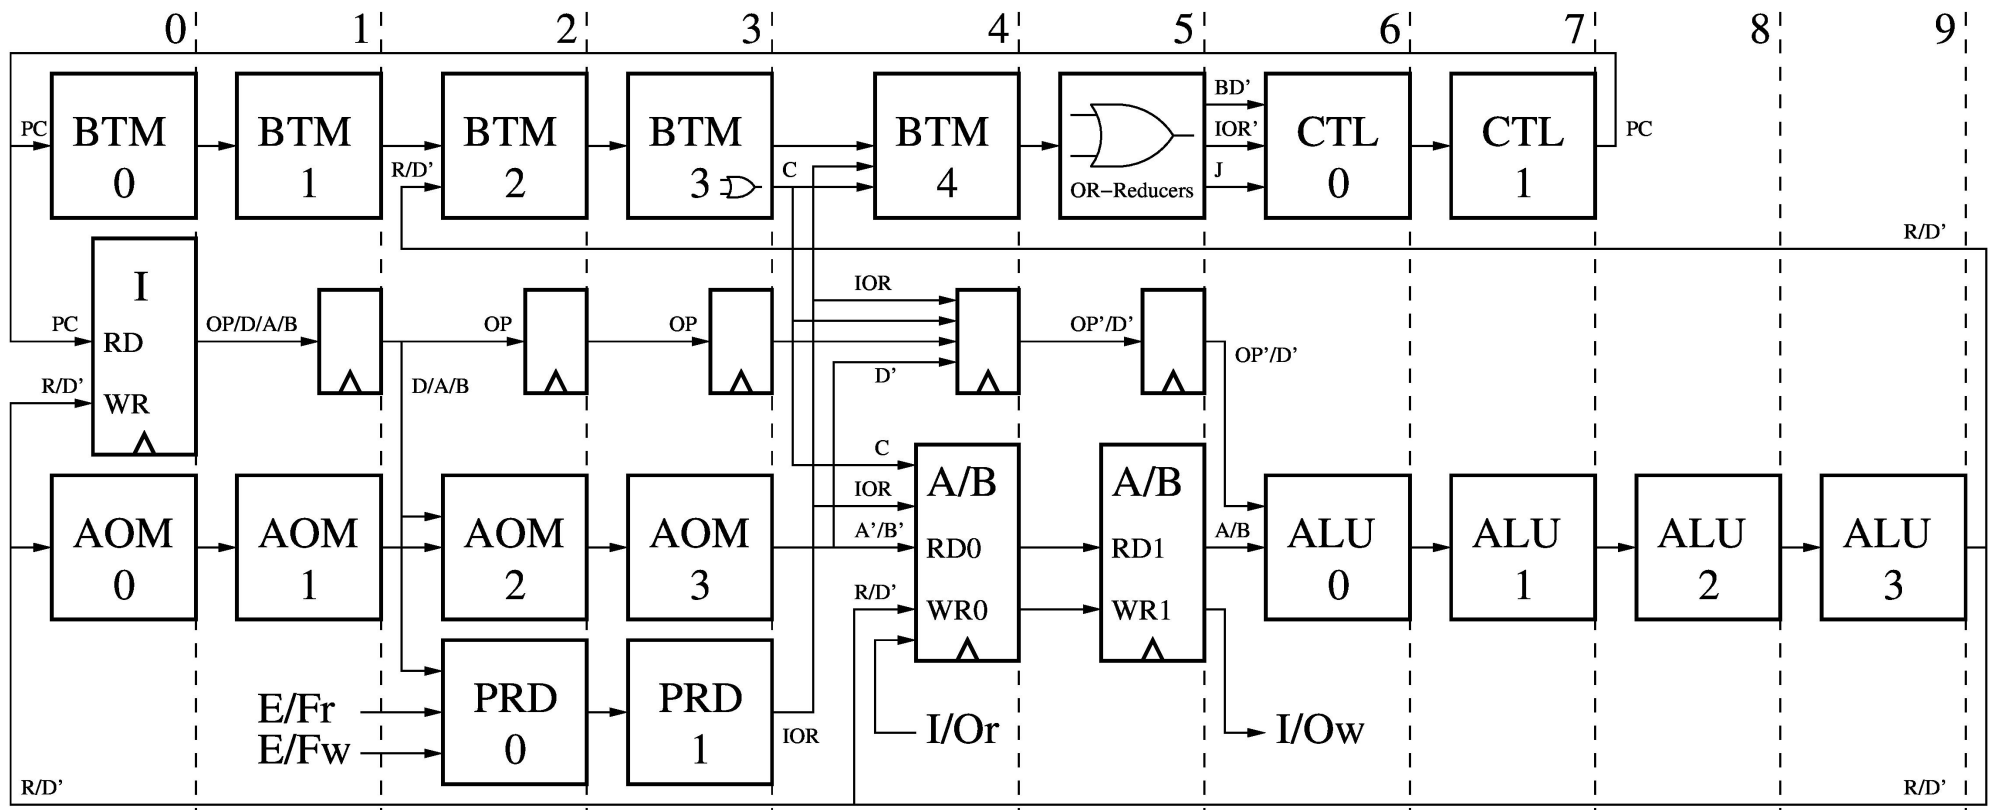 0 1 2 3 4 5 6 7 8 9
BD'
PC BTM BTM BTM BTM BTM IOR' CTL CTL PC
R/D' C
0 1 2 3 4 OR-Reducers J 0 1
R/D'
I IOR
PC RD OP/D/A/B OP OP OP'/D' OP'/D'
R/D' WR D/A/B D'
C
AOM AOM AOM AOM IOR A/B A/B ALU ALU ALU ALU
A'/B' RD0 RD1 A/B
0 1 2 3 R/D' WR0 WR1 0 1 2 3
E/Fr PRD PRD
E/Fw 0 1 IOR I/Or I/Ow
R/D' R/D'